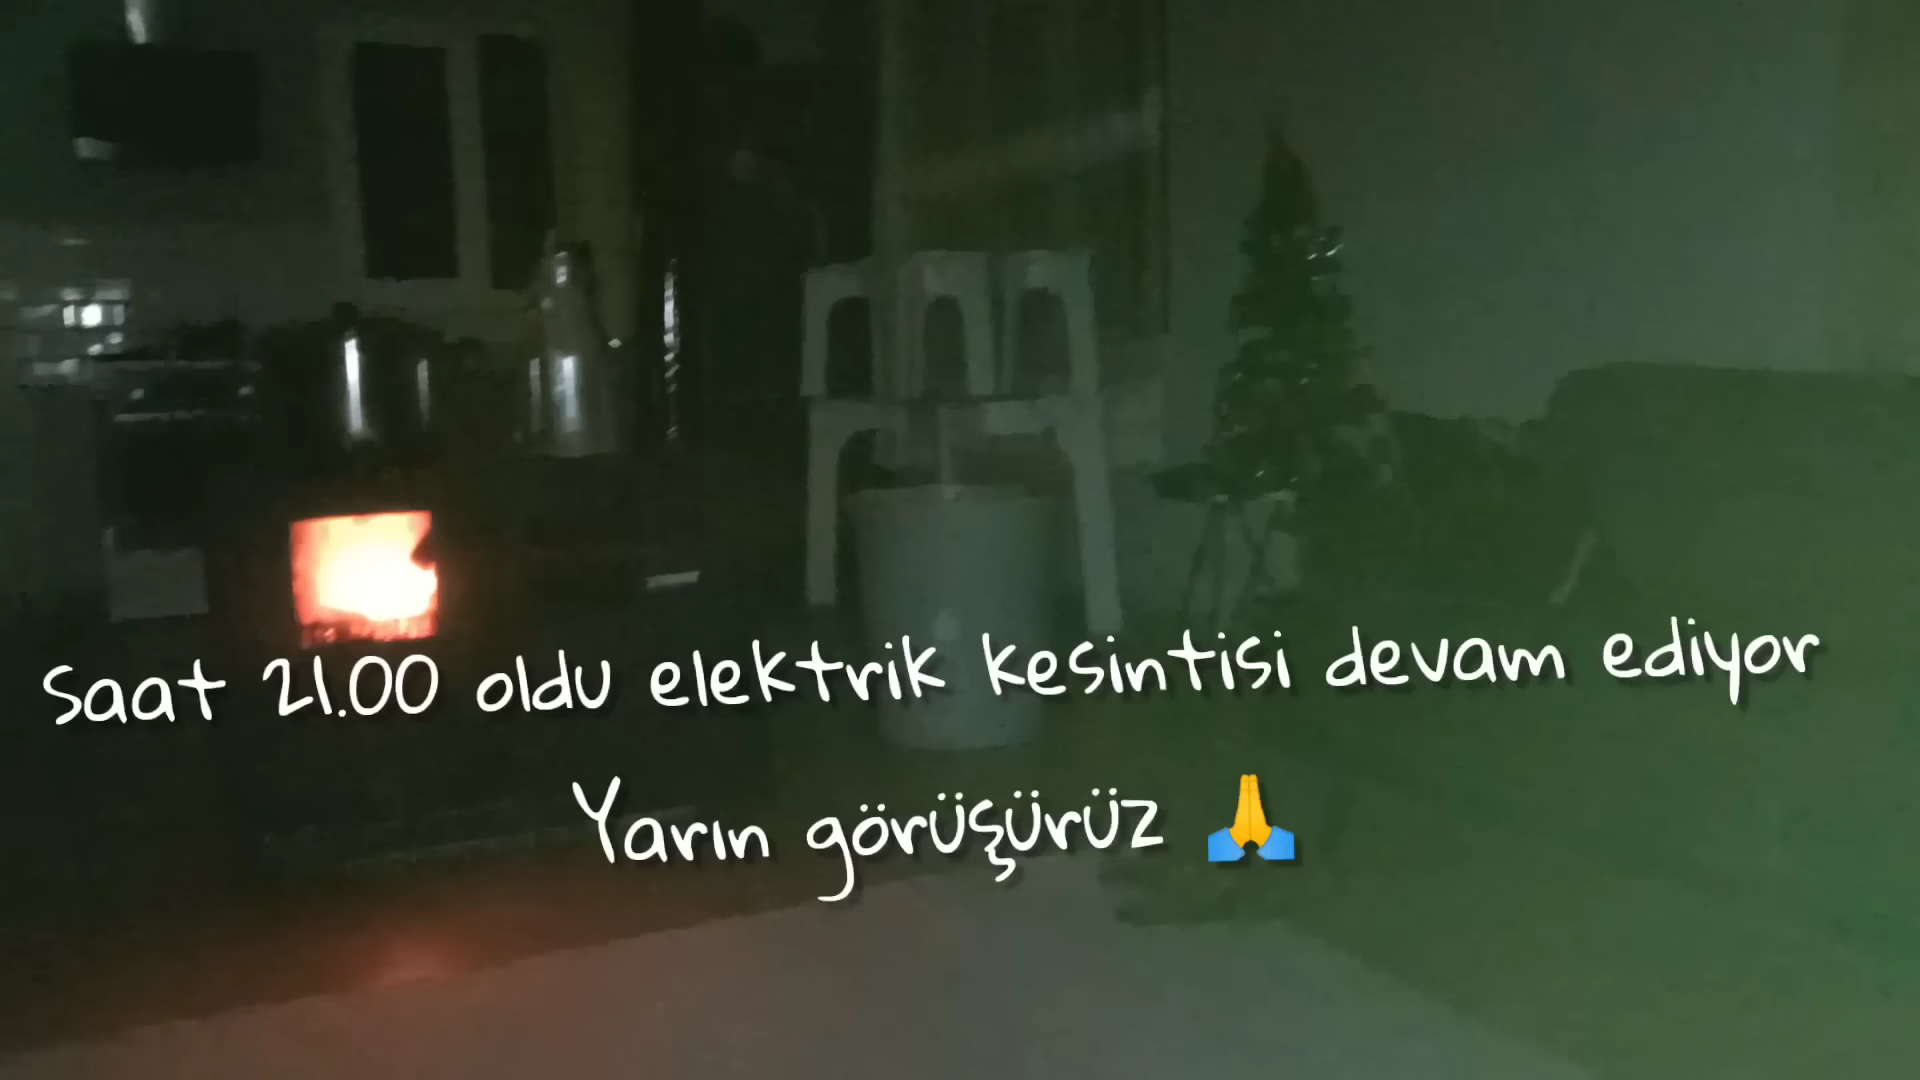 Saat 21.00 oldu elektrik kesintisi devam ediyor
Yarın görüşürüz 🙏